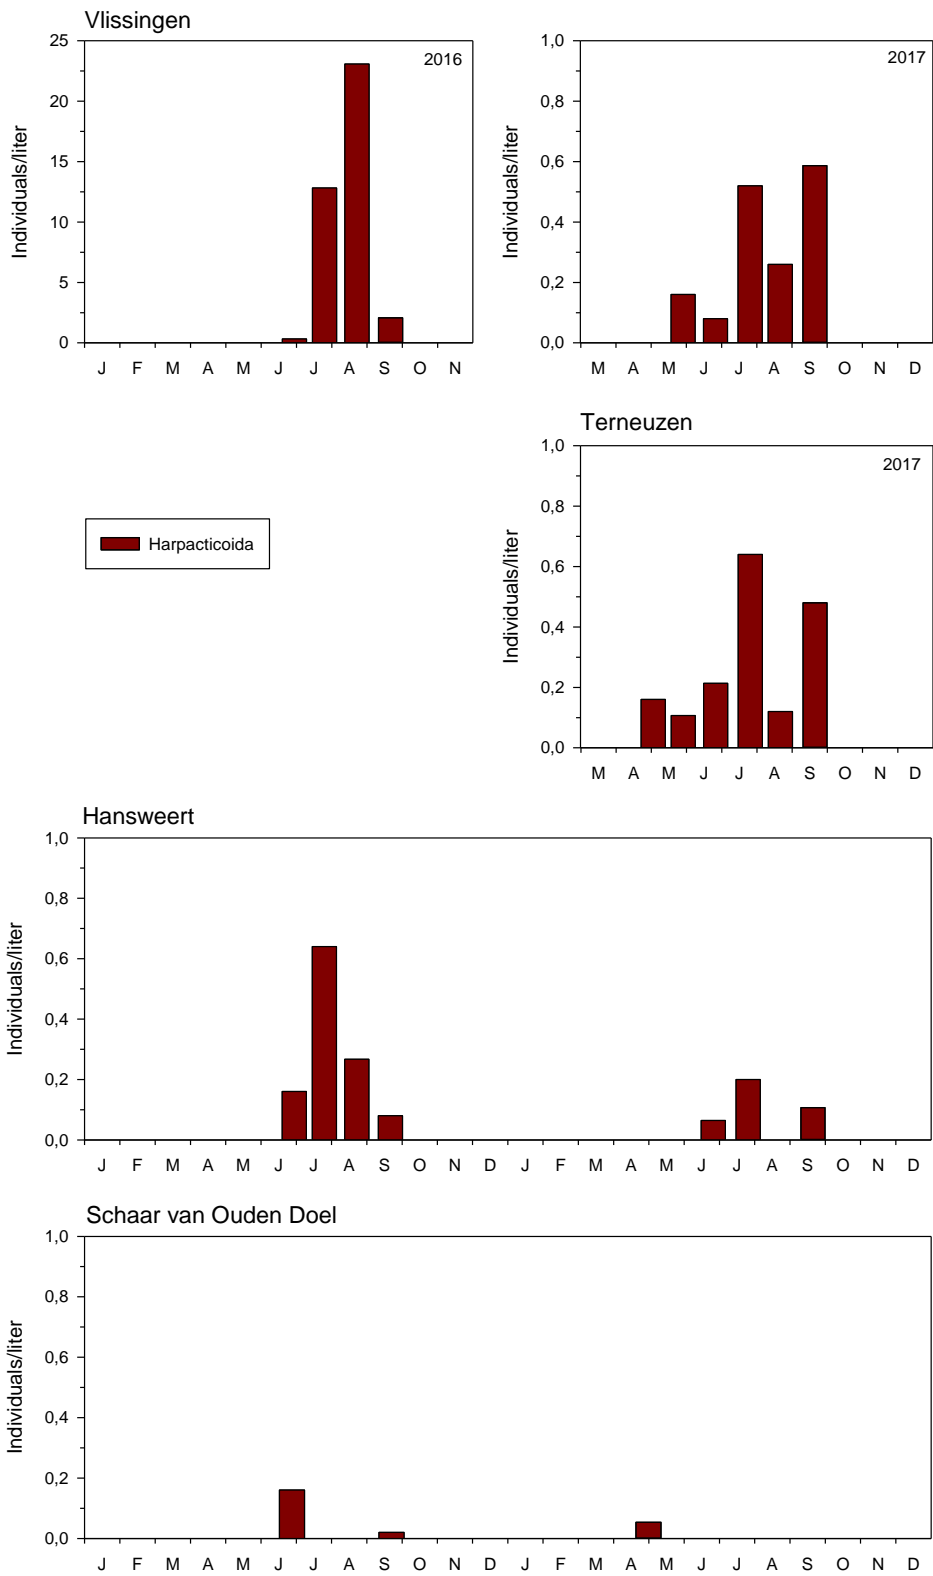 Vlissingen
25
20
15
10
5
0
Individuals/liter
2016
J F M A M J J A S O N
1,0
0,8
0,6
0,4
0,2
0,0
Individuals/liter
2017
M A M J J A S O N D
Terneuzen
1,0
0,8
0,6
0,4
0,2
0,0
Individuals/liter
2017
M A M J J A S O N D
Harpacticoida
Hansweert
1,0
0,8
0,6
0,4
0,2
0,0
Individuals/liter
J F M A M J J A S O N D J F M A M J J A S O N D
Schaar van Ouden Doel
1,0
0,8
0,6
0,4
0,2
0,0
Individuals/liter
J F M A M J J A S O N D J F M A M J J A S O N D